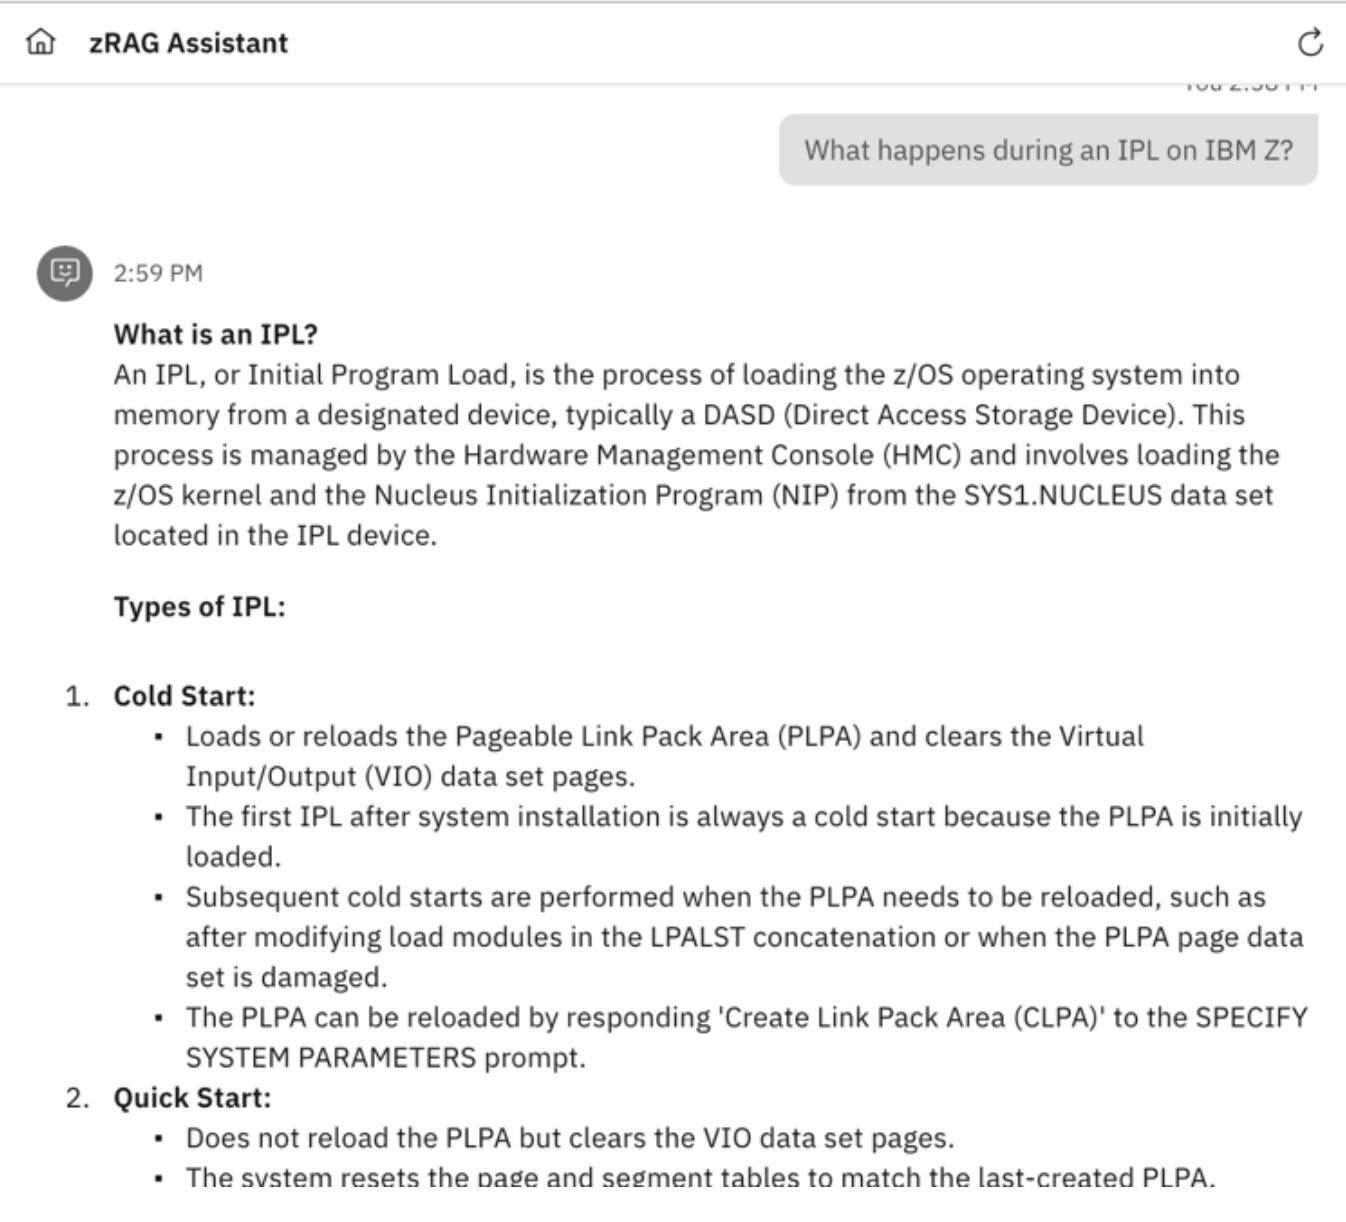 zRAG Assistant
You 2:58 PM
What happens during an IPL on IBM Z?
2:59 PM
What is an IPL?
An IPL, or Initial Program Load, is the process of loading the z/OS operating system into
memory from a designated device, typically a DASD (Direct Access Storage Device). This
process is managed by the Hardware Management Console (HMC) and involves loading the
z/OS kernel and the Nucleus Initialization Program (NIP) from the SYS1.NUCLEUS data set
located in the IPL device.
Types of IPL:
1. Cold Start:
▪ Loads or reloads the Pageable Link Pack Area (PLPA) and clears the Virtual
Input/Output (VIO) data set pages.
▪ The first IPL after system installation is always a cold start because the PLPA is initially
loaded.
▪ Subsequent cold starts are performed when the PLPA needs to be reloaded, such as
after modifying load modules in the LPALST concatenation or when the PLPA page data
set is damaged.
▪ The PLPA can be reloaded by responding 'Create Link Pack Area (CLPA)' to the SPECIFY
SYSTEM PARAMETERS prompt.
2. Quick Start:
▪ Does not reload the PLPA but clears the VIO data set pages.
▪ The system resets the page and segment tables to match the last-created PLPA.